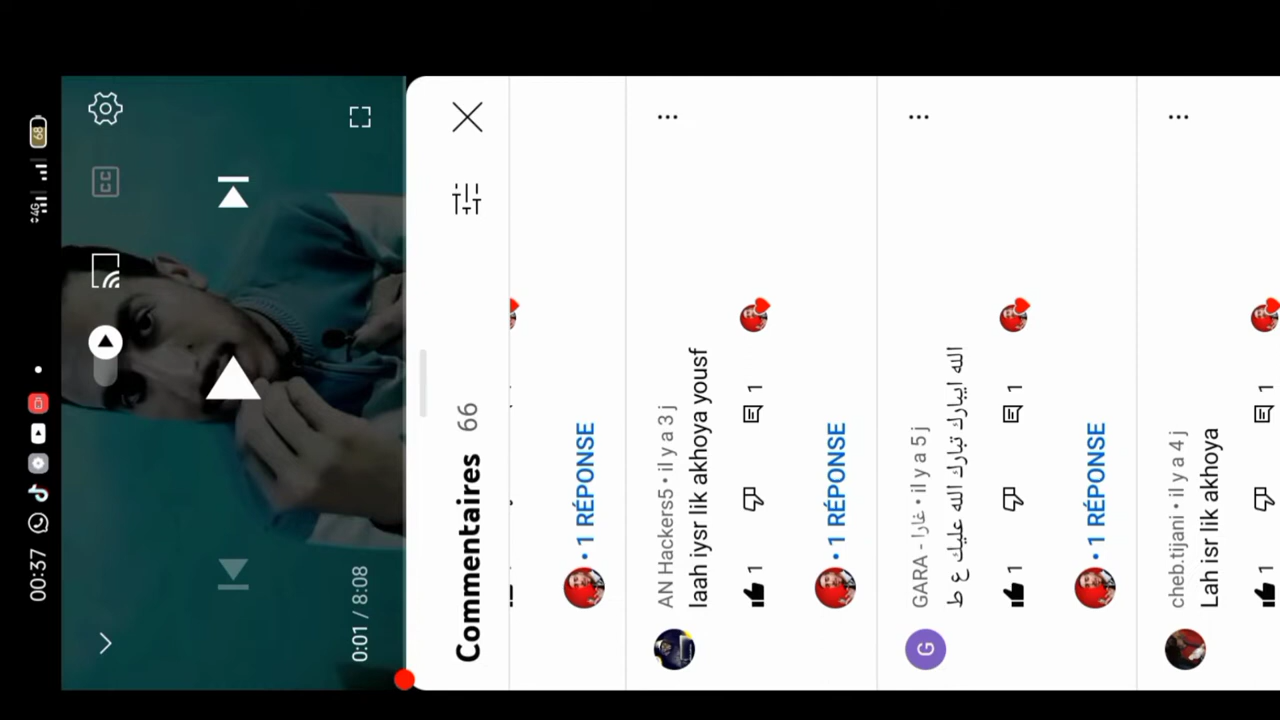 00:37
4G
68
0:01 / 8:08
Commentaires 66
• 1 RÉPONSE
AN Hackers5 • il y a 3 j
laah iysr lik akhoya yousf
1
1
• 1 RÉPONSE
GARA - غارا • il y a 5 j
الله ايبارك تبارك الله عليك ع ط
1
1
• 1 RÉPONSE
G
cheb.tijani • il y a 4 j
Lah isr lik akhoya
1
1